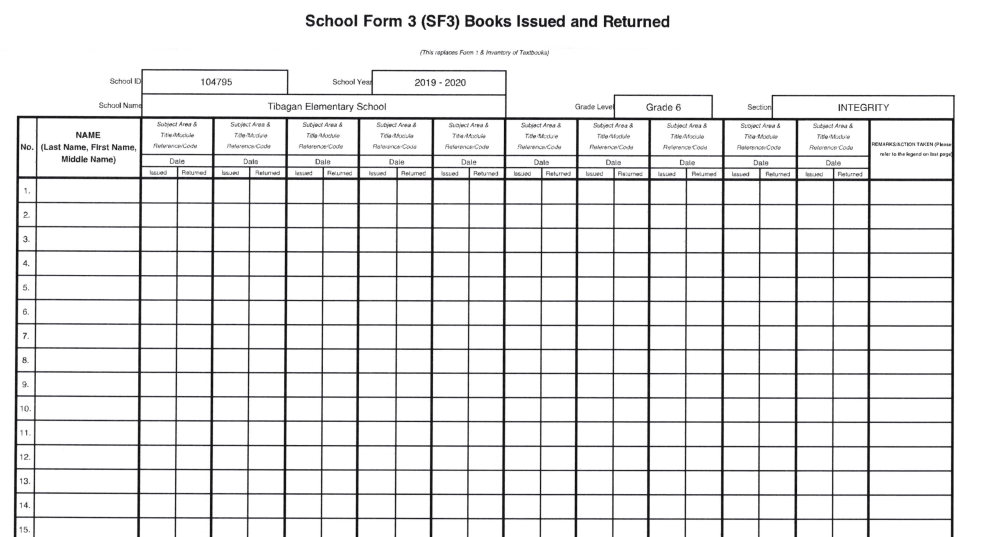 School Form 3 (SF3) Books Issued and Returned
(This replaces Form 1 & Inventory of Textbooks)
School ID 104795 School Year 2019 - 2020
School Name Tibagan Elementary School Grade Level Grade 6 Section INTEGRITY
No. NAME (Last Name, First Name, Middle Name) Subject Area & Title/Module Reference/Code Subject Area & Title/Module Reference/Code Subject Area & Title/Module Reference/Code Subject Area & Title/Module Reference/Code Subject Area & Title/Module Reference/Code Subject Area & Title/Module Reference/Code Subject Area & Title/Module Reference/Code Subject Area & Title/Module Reference/Code Subject Area & Title/Module Reference/Code Subject Area & Title/Module Reference/Code REMARKS/ACTION TAKEN (Please refer to the legend on last page)
Date Date Date Date Date Date Date Date Date Date
Issued Returned Issued Returned Issued Returned Issued Returned Issued Returned Issued Returned Issued Returned Issued Returned Issued Returned Issued Returned
1.
2.
3.
4.
5.
6.
7.
8.
9.
10.
11.
12.
13.
14.
15.